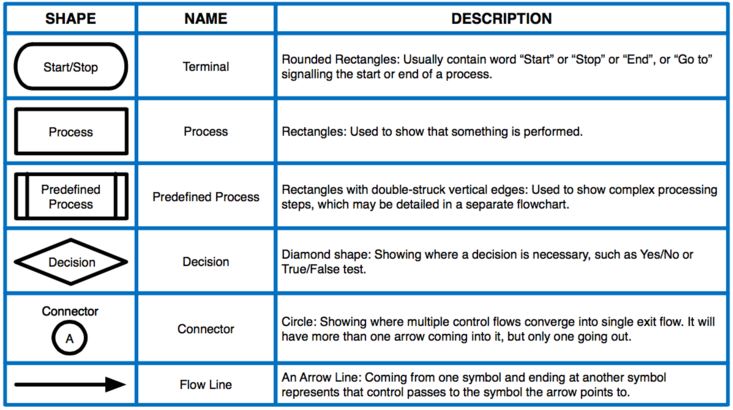 SHAPE NAME DESCRIPTION
Start/Stop
Terminal
Rounded Rectangles: Usually contain word “Start” or “Stop” or “End”, or “Go to”
signalling the start or end of a process.
Process
Process
Rectangles: Used to show that something is performed.
Predefined
Process
Predefined Process
Rectangles with double-struck vertical edges: Used to show complex processing
steps, which may be detailed in a separate flowchart.
Decision
Decision
Diamond shape: Showing where a decision is necessary, such as Yes/No or
True/False test.
Connector
A
Connector
Circle: Showing where multiple control flows converge into single exit flow. It will
have more than one arrow coming into it, but only one going out.
Flow Line
An Arrow Line: Coming from one symbol and ending at another symbol
represents that control passes to the symbol the arrow points to.